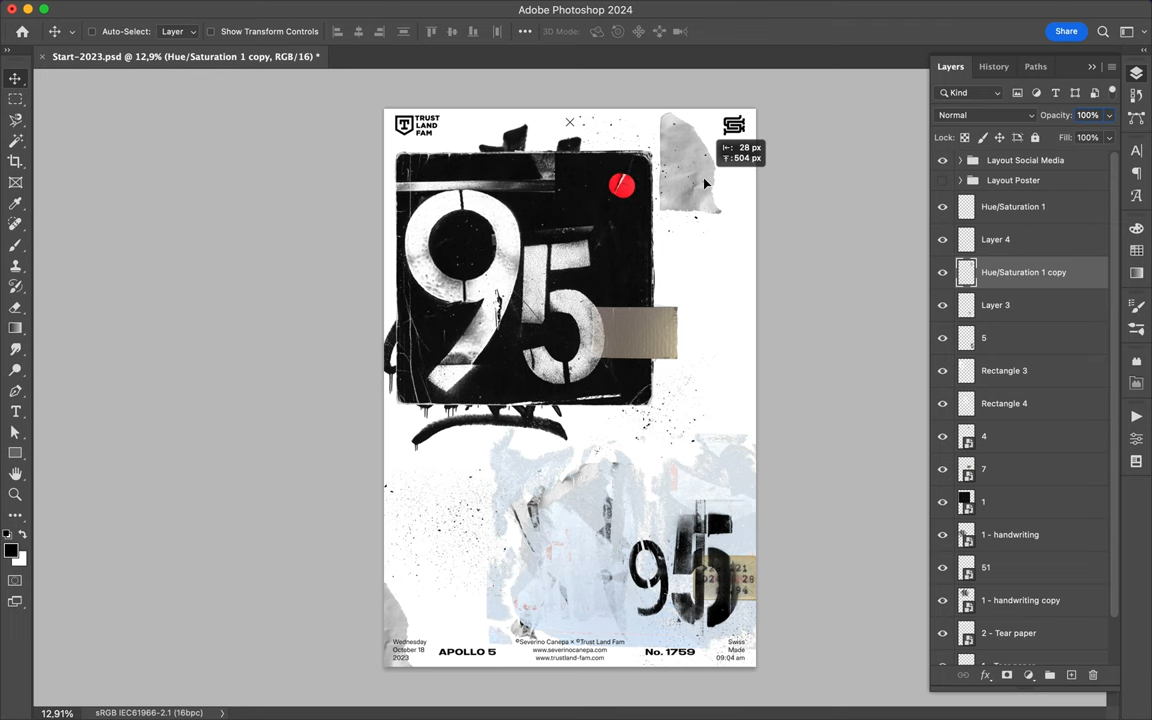 Adobe Photoshop 2024
Auto-Select:
Layer
Show Transform Controls
3D Mode:
Share
Start-2023.psd @ 12,9% (Hue/Saturation 1 copy, RGB/16) *
Layers
History
Paths
Kind
Normal
Opacity:
100%
Lock:
Fill:
100%
Layout Social Media
Layout Poster
Hue/Saturation 1
Layer 4
Hue/Saturation 1 copy
Layer 3
5
Rectangle 3
Rectangle 4
4
7
1
1 - handwriting
51
1 - handwriting copy
2 - Tear paper
TRUST
LAND
FAM
28 px
504 px
95
95
Wednesday
October 18
2023
APOLLO 5
©Severino Canepa × ©Trust Land Fam
www.severinocanepa.com
www.trustland-fam.com
No. 1759
Swiss
Made
09:04 am
12,91%
sRGB IEC61966-2.1 (16bpc)